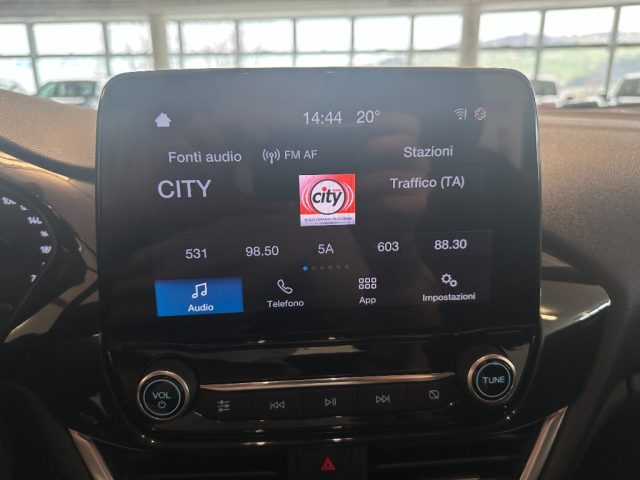 14:44 20°
Fonti audio FM AF Stazioni
CITY Traffico (TA)
city
531 98.50 5A 603 88.30
Audio Telefono App Impostazioni
VOL TUNE